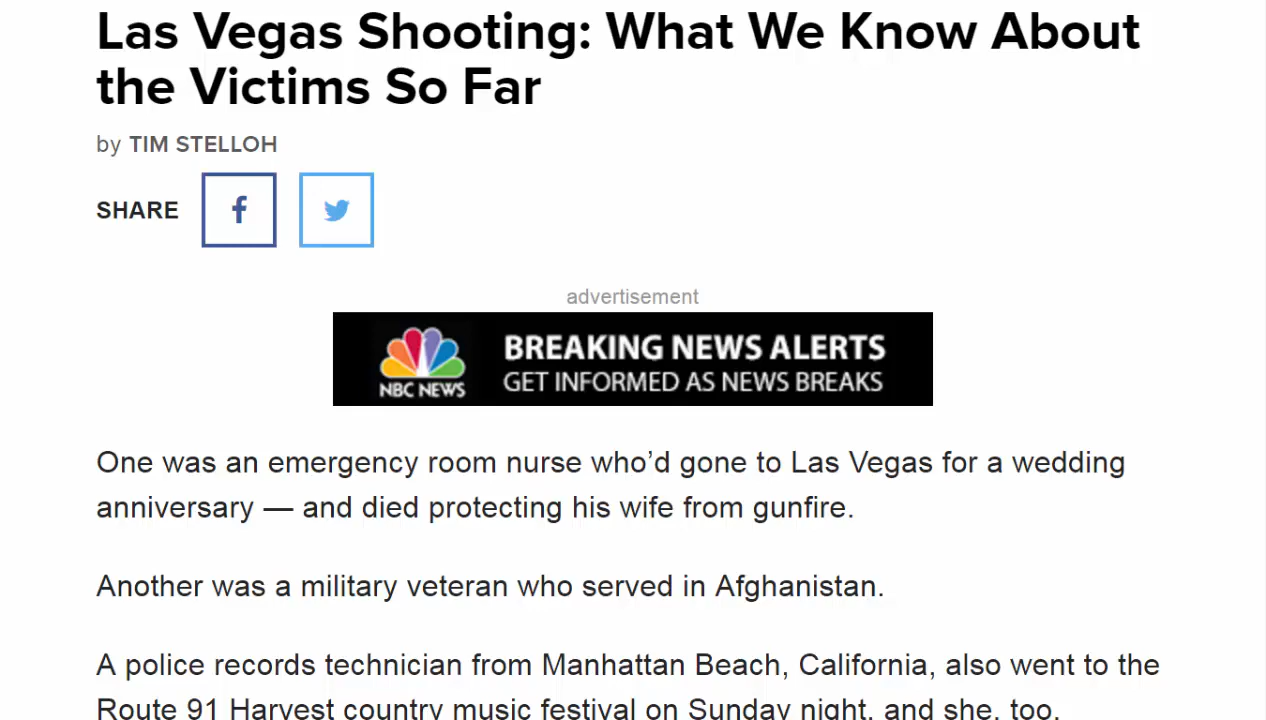 Las Vegas Shooting: What We Know About
the Victims So Far
by TIM STELLOH
SHARE
advertisement
BREAKING NEWS ALERTS
NBC NEWS GET INFORMED AS NEWS BREAKS
One was an emergency room nurse who’d gone to Las Vegas for a wedding
anniversary — and died protecting his wife from gunfire.
Another was a military veteran who served in Afghanistan.
A police records technician from Manhattan Beach, California, also went to the
Route 91 Harvest country music festival on Sunday night, and she, too,